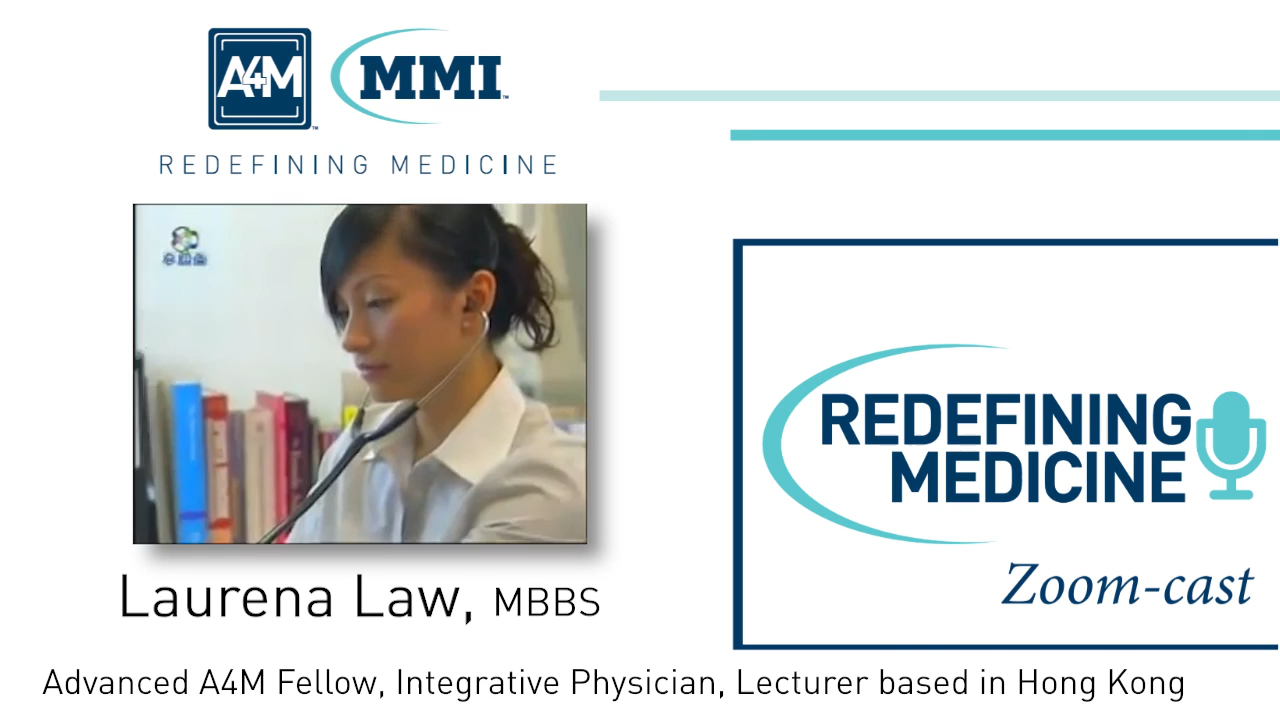 A4M
MMI™
REDEFINING MEDICINE
Laurena Law, MBBS
REDEFINING
MEDICINE
Zoom-cast
Advanced A4M Fellow, Integrative Physician, Lecturer based in Hong Kong